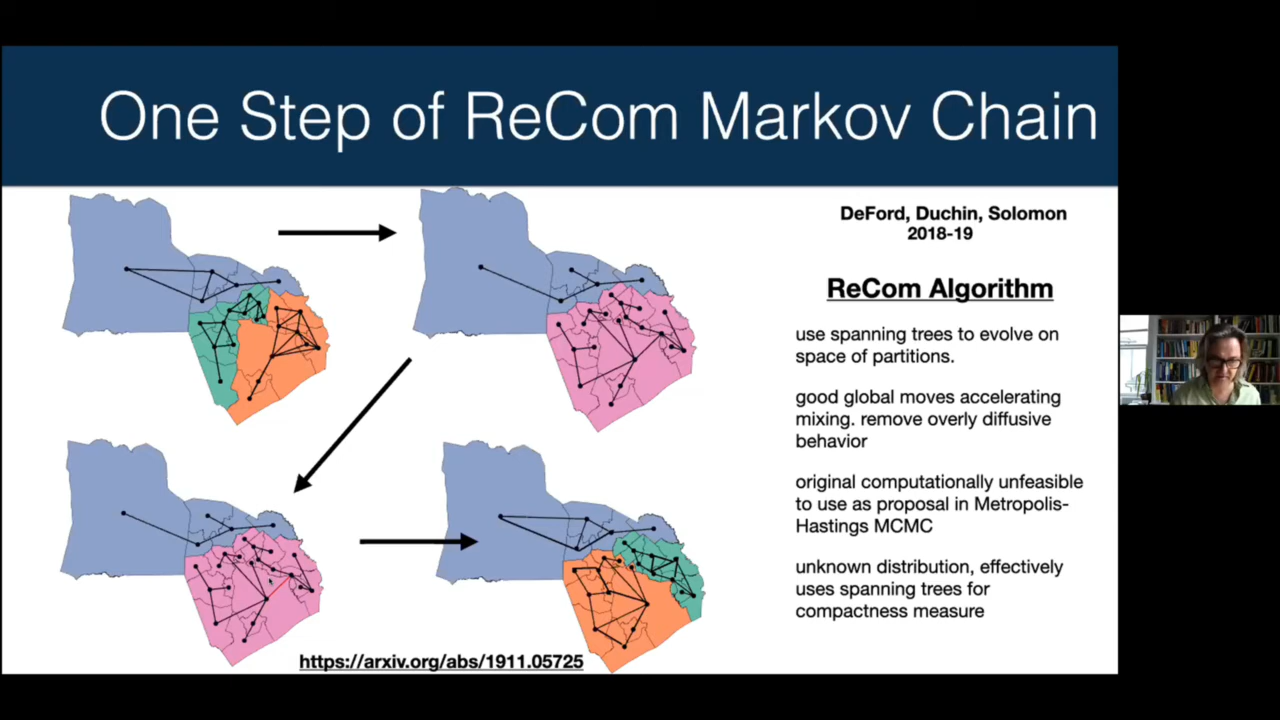 One Step of ReCom Markov Chain
DeFord, Duchin, Solomon
2018-19
ReCom Algorithm
use spanning trees to evolve on
space of partitions.
good global moves accelerating
mixing. remove overly diffusive
behavior
original computationally unfeasible
to use as proposal in Metropolis-
Hastings MCMC
unknown distribution, effectively
uses spanning trees for
compactness measure
https://arxiv.org/abs/1911.05725